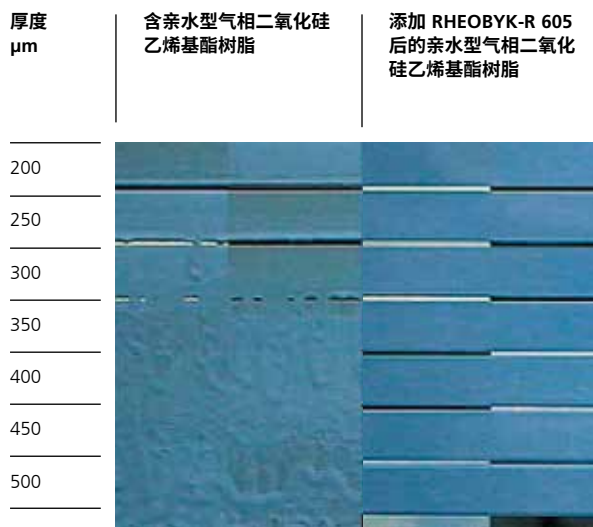 厚度
µm
含亲水型气相二氧化硅
乙烯基酯树脂
添加 RHEOBYK-R 605
后的亲水型气相二氧化
硅乙烯基酯树脂
200
250
300
350
400
450
500